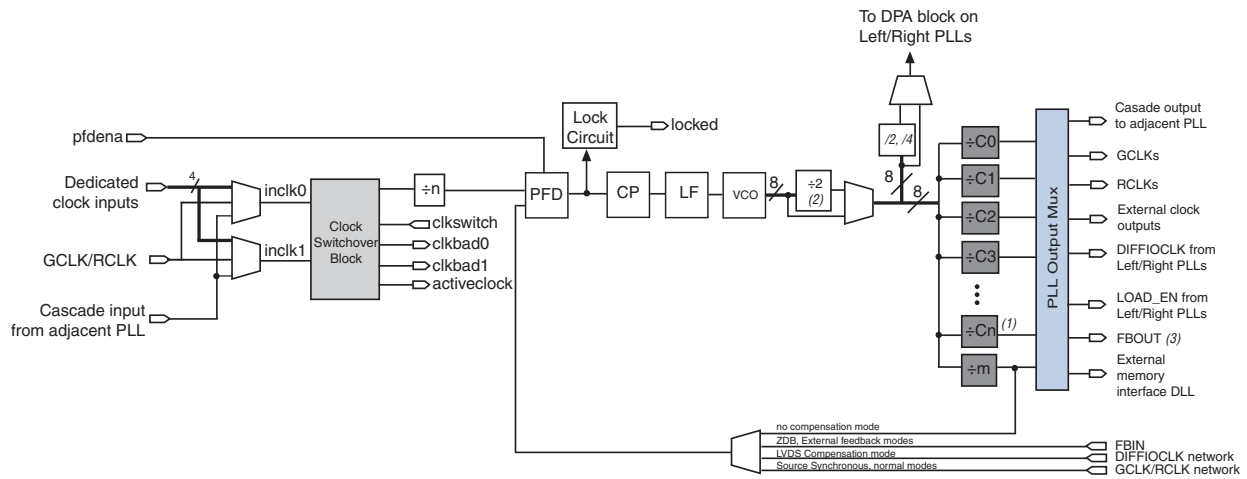 To DPA block on
Left/Right PLLs
Lock
Circuit
locked
pfdena
/2, /4
Dedicated
clock inputs
4
inclk0
inclk1
GCLK/RCLK
Cascade input
from adjacent PLL
Clock
Switchover
Block
÷n
clkswitch
clkbad0
clkbad1
activeclock
PFD
CP
LF
VCO
8
÷2
(2)
8
8
÷C0
÷C1
÷C2
÷C3
÷Cn
(1)
÷m
PLL Output Mux
Casade output
to adjacent PLL
GCLKs
RCLKs
External clock
outputs
DIFFIOCLK from
Left/Right PLLs
LOAD_EN from
Left/Right PLLs
FBOUT (3)
External
memory
interface DLL
no compensation mode
ZDB, External feedback modes
LVDS Compensation mode
Source Synchronous, normal modes
FBIN
DIFFIOCLK network
GCLK/RCLK network